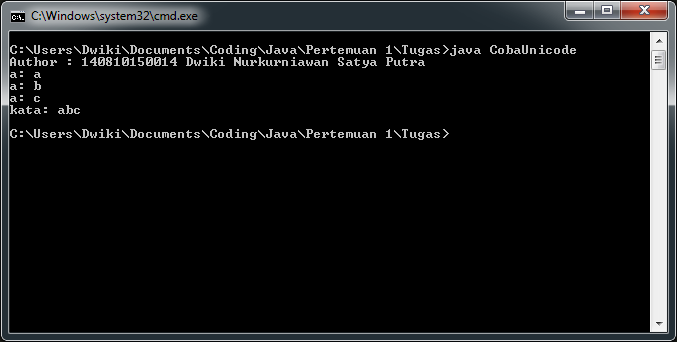 C:\Windows\system32\cmd.exe
C:\Users\Dwiki\Documents\Coding\Java\Pertemuan 1\Tugas>java CobaUnicode
Author : 140810150014 Dwiki Nurkurniawan Satya Putra
a: a
a: b
a: c
kata: abc
C:\Users\Dwiki\Documents\Coding\Java\Pertemuan 1\Tugas>